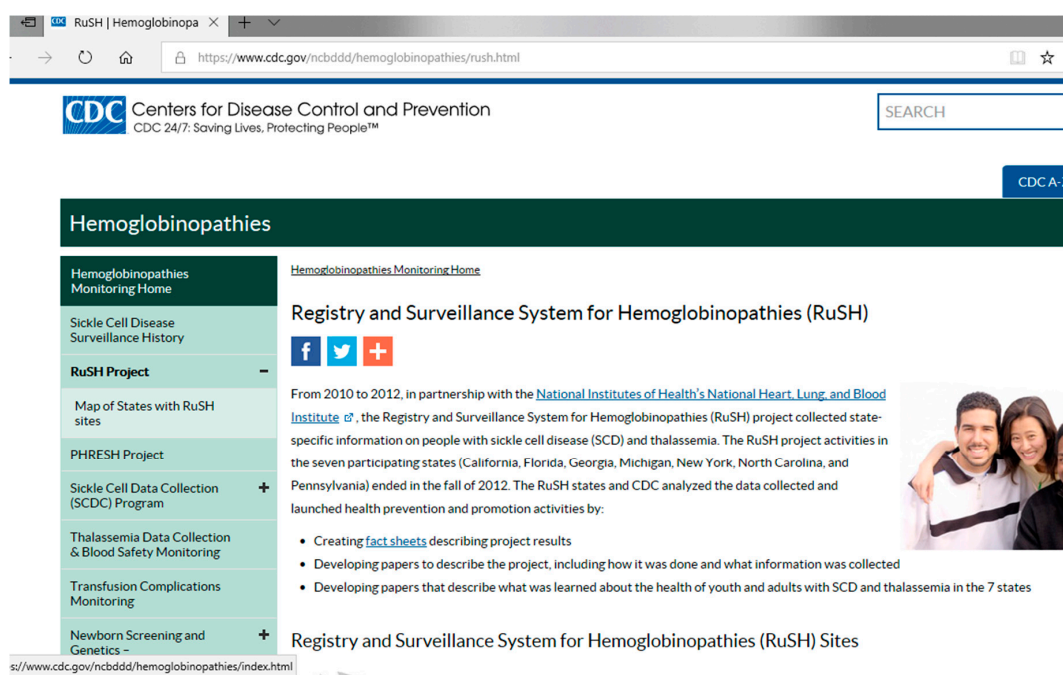 RuSH | Hemoglobinopa
https://www.cdc.gov/ncbddd/hemoglobinopathies/rush.html
CDC
Centers for Disease Control and Prevention
CDC 24/7: Saving Lives, Protecting People™
SEARCH
CDC A-
Hemoglobinopathies
Hemoglobinopathies
Monitoring Home
Sickle Cell Disease
Surveillance History
RuSH Project
Map of States with RuSH
sites
PHRESH Project
Sickle Cell Data Collection
(SCDC) Program
Thalassemia Data Collection
& Blood Safety Monitoring
Transfusion Complications
Monitoring
Newborn Screening and
Genetics –
s://www.cdc.gov/ncbddd/hemoglobinopathies/index.html
Hemoglobinopathies Monitoring Home
Registry and Surveillance System for Hemoglobinopathies (RuSH)
From 2010 to 2012, in partnership with the National Institutes of Health's National Heart, Lung, and Blood
Institute , the Registry and Surveillance System for Hemoglobinopathies (RuSH) project collected state-
specific information on people with sickle cell disease (SCD) and thalassemia. The RuSH project activities in
the seven participating states (California, Florida, Georgia, Michigan, New York, North Carolina, and
Pennsylvania) ended in the fall of 2012. The RuSH states and CDC analyzed the data collected and
launched health prevention and promotion activities by:
• Creating fact sheets describing project results
• Developing papers to describe the project, including how it was done and what information was collected
• Developing papers that describe what was learned about the health of youth and adults with SCD and thalassemia in the 7 states
Registry and Surveillance System for Hemoglobinopathies (RuSH) Sites